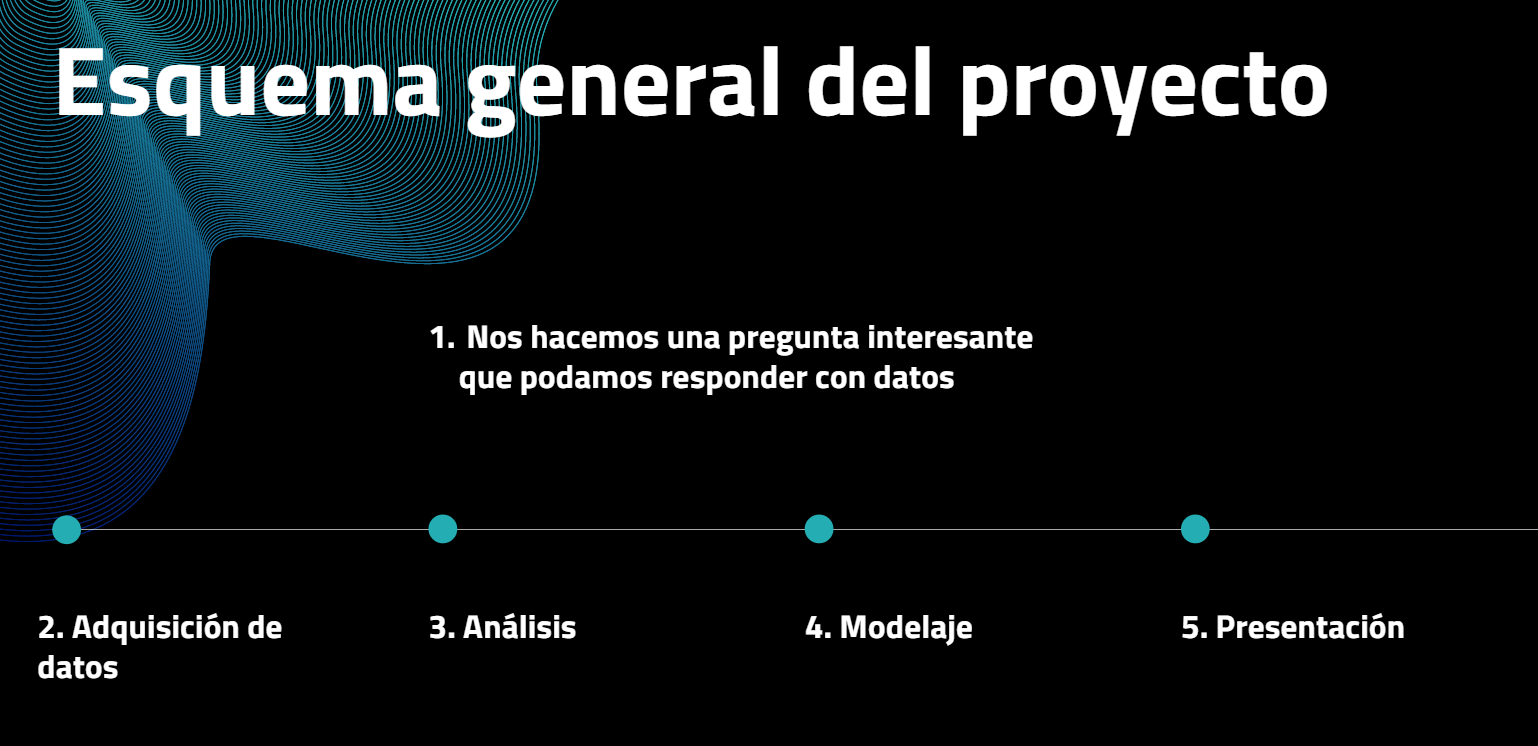 Esquema general del proyecto
1. Nos hacemos una pregunta interesante
que podamos responder con datos
2. Adquisición de
datos
3. Análisis
4. Modelaje
5. Presentación